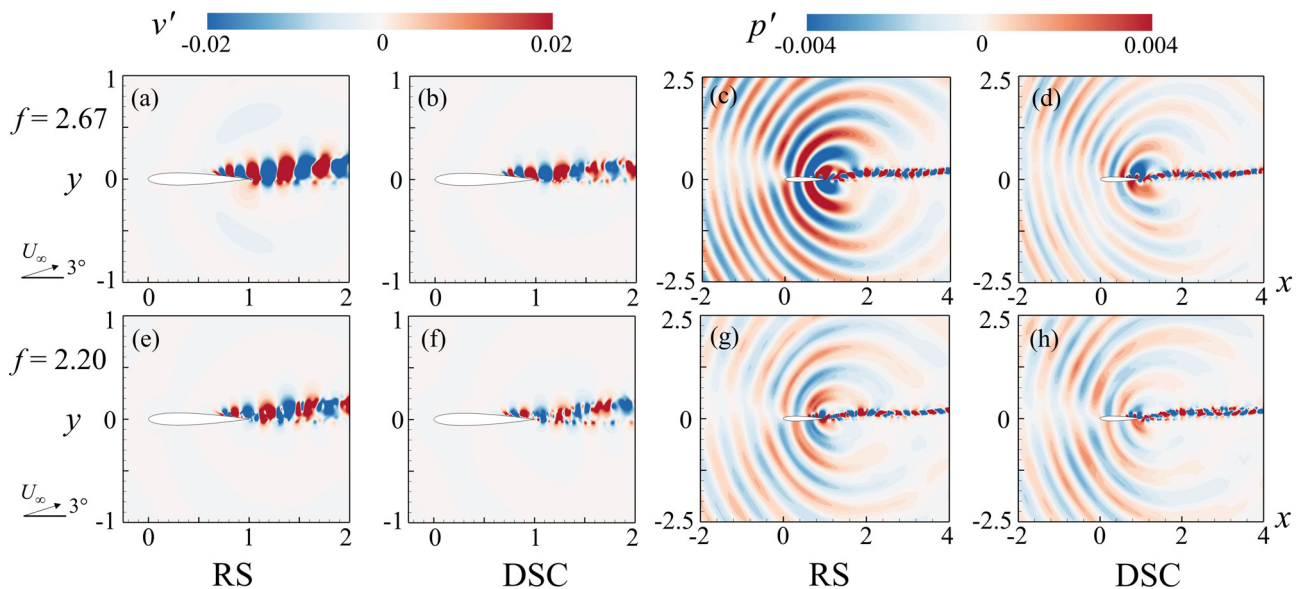 v′ p′
-0.02 0 0.02 -0.004 0 0.004
1 1 2.5 2.5
(a) (b) (c) (d)
f = 2.67
y 0 0 0 0
U∞ 3°
-1 -1 -2.5 -2.5 x
0 1 2 0 1 2 -2 0 2 4 -2 0 2 4
1 1 2.5 2.5
(e) (f) (g) (h)
f = 2.20
y 0 0 0 0
U∞ 3°
-1 -1 -2.5 -2.5 x
0 1 2 0 1 2 -2 0 2 4 -2 0 2 4
RS DSC RS DSC